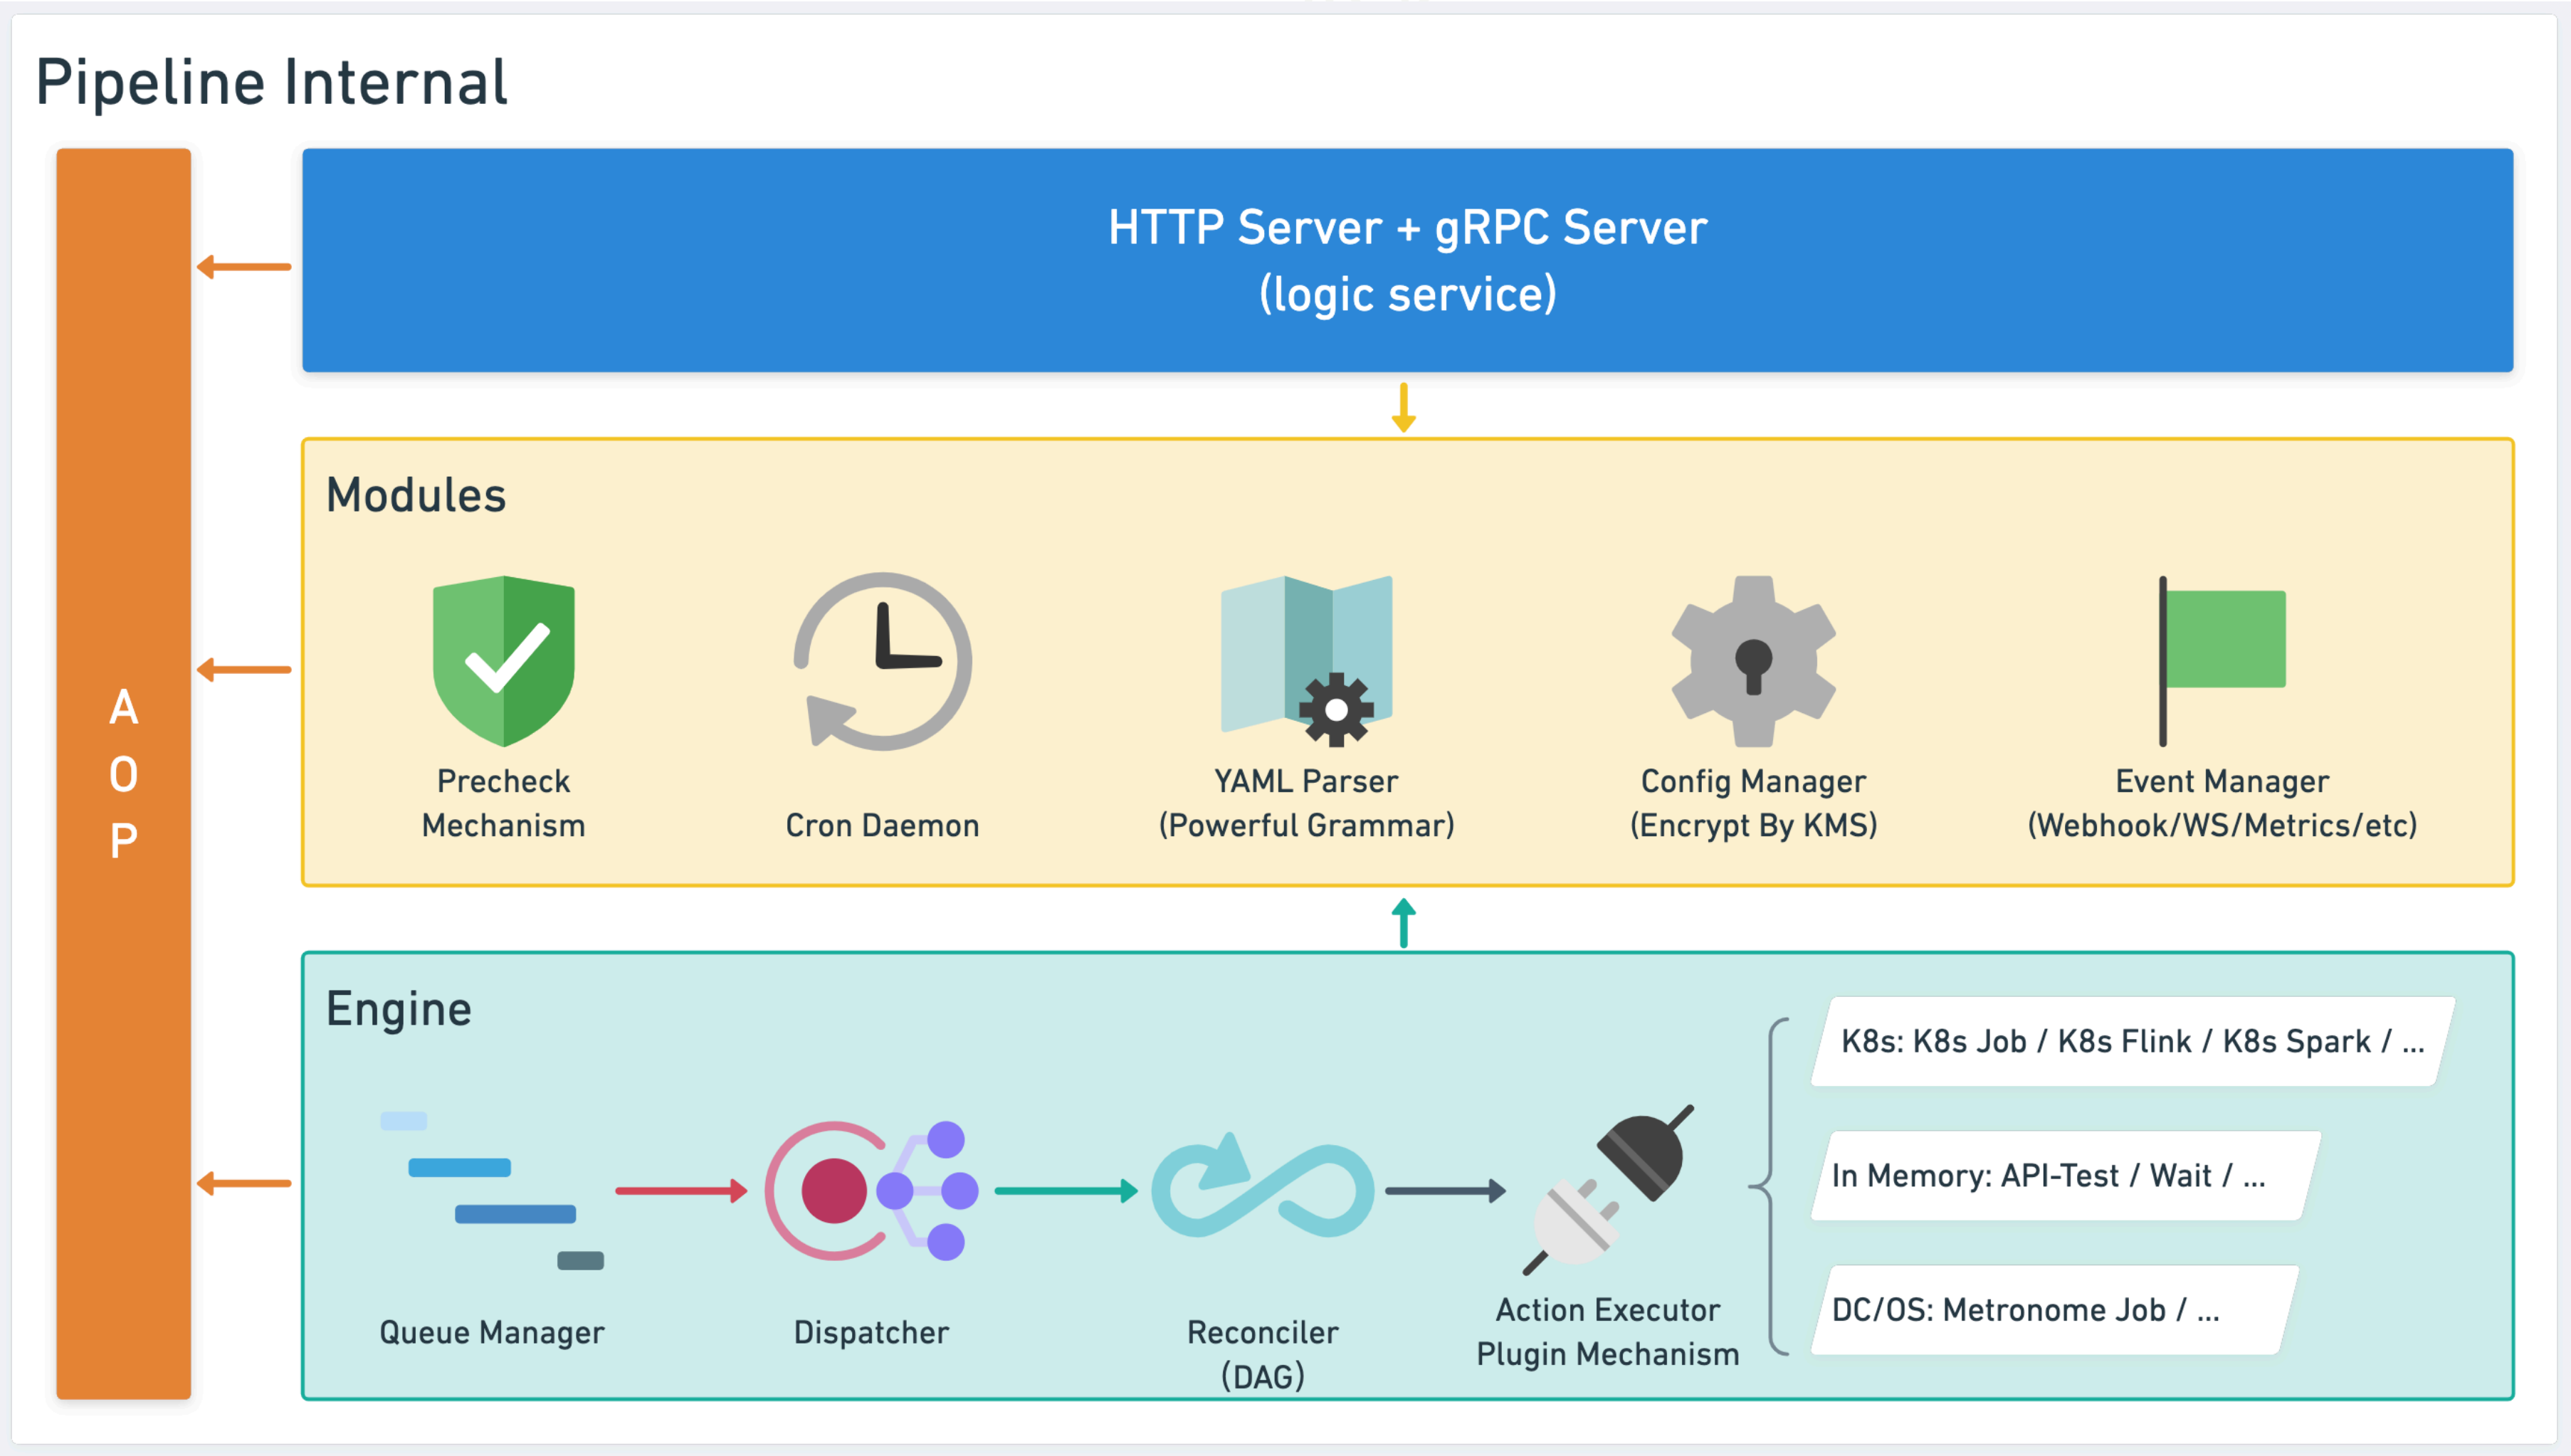 Pipeline Internal
A
O
P
HTTP Server + gRPC Server
(logic service)
Modules
Precheck
Mechanism
Cron Daemon
YAML Parser
(Powerful Grammar)
Config Manager
(Encrypt By KMS)
Event Manager
(Webhook/WS/Metrics/etc)
Engine
Queue Manager
Dispatcher
Reconciler
(DAG)
Action Executor
Plugin Mechanism
K8s: K8s Job / K8s Flink / K8s Spark / ...
In Memory: API-Test / Wait / ...
DC/OS: Metronome Job / ...